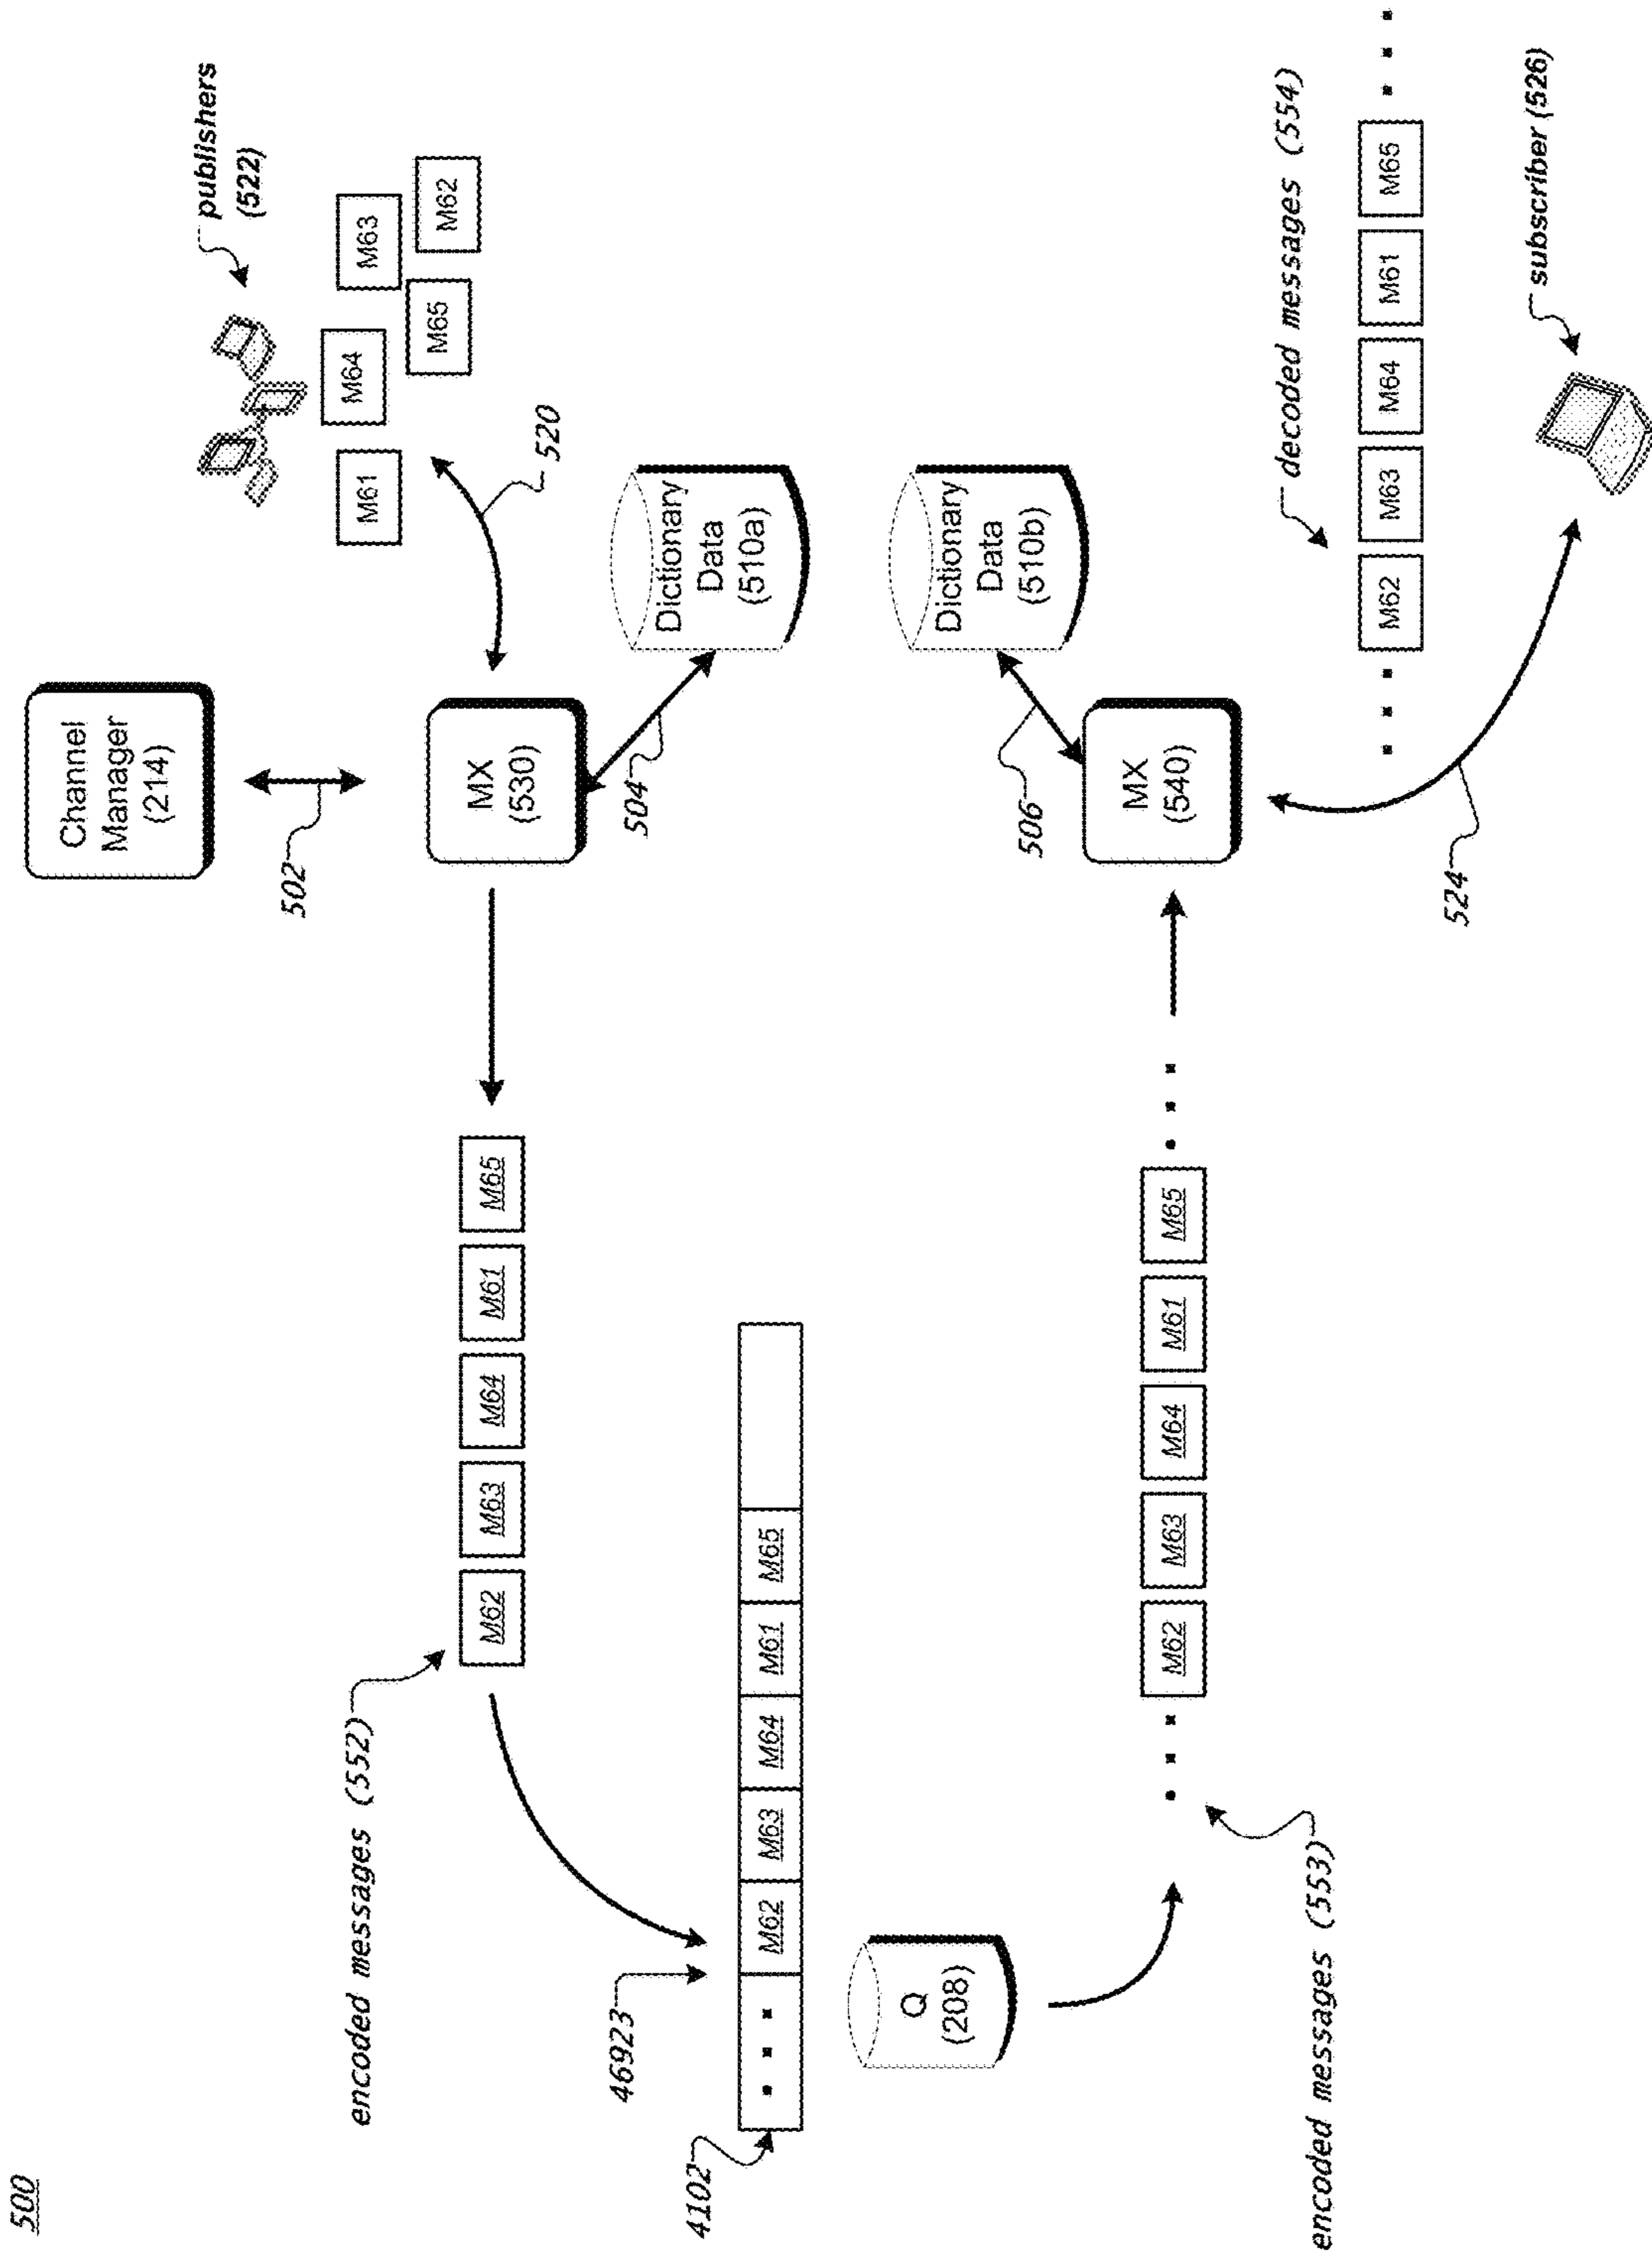 500
Channel
Manager
(214)
502
publishers
(522)
M61
M64
M63
M65
M62
520
MX
(530)
504
Dictionary
Data
(510a)
encoded messages (552)
M62
M63
M64
M61
M65
46923
4102
M62
M63
M64
M61
M65
Q
(208)
Dictionary
Data
(510b)
506
MX
(540)
encoded messages (553)
M62
M63
M64
M61
M65
decoded messages (554)
M62
M63
M64
M61
M65
524
subscriber (526)